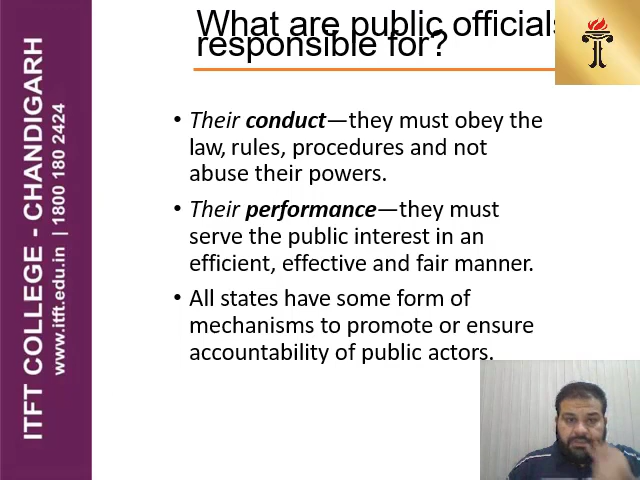 What are public officials
responsible for?
• Their conduct—they must obey the
law, rules, procedures and not
abuse their powers.
• Their performance—they must
serve the public interest in an
efficient, effective and fair manner.
• All states have some form of
mechanisms to promote or ensure
accountability of public actors.
ITFT COLLEGE - CHANDIGARH
www.itft.edu.in | 1800 180 2424